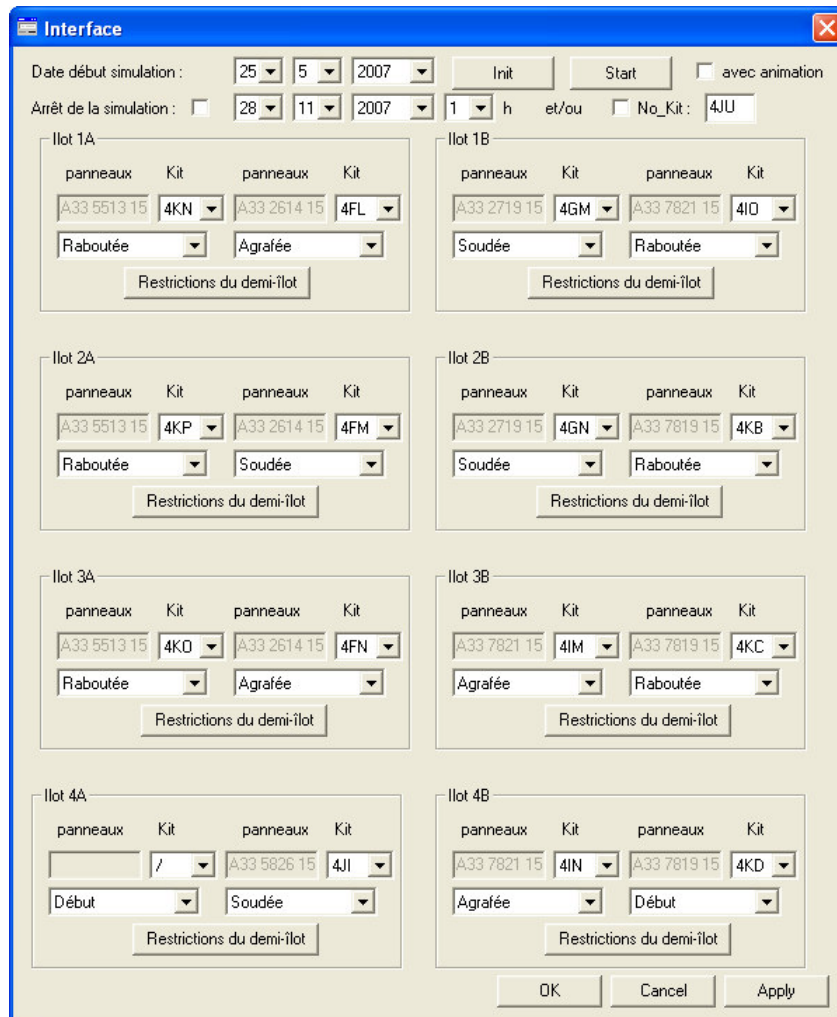 Interface
Date début simulation : 25 5 2007 Init Start avec animation
Arrêt de la simulation : 28 11 2007 1 h et/ou No_Kit : 4JU
Ilot 1A
panneaux Kit panneaux Kit
A33 5513 15 4KN A33 2614 15 4FL
Raboutée Agrafée
Restrictions du demi-îlot
Ilot 1B
panneaux Kit panneaux Kit
A33 2719 15 4GM A33 7821 15 4IO
Soudée Raboutée
Restrictions du demi-îlot
Ilot 2A
panneaux Kit panneaux Kit
A33 5513 15 4KP A33 2614 15 4FM
Raboutée Soudée
Restrictions du demi-îlot
Ilot 2B
panneaux Kit panneaux Kit
A33 2719 15 4GN A33 7819 15 4KB
Soudée Raboutée
Restrictions du demi-îlot
Ilot 3A
panneaux Kit panneaux Kit
A33 5513 15 4KO A33 2614 15 4FN
Raboutée Agrafée
Restrictions du demi-îlot
Ilot 3B
panneaux Kit panneaux Kit
A33 7821 15 4IM A33 7819 15 4KC
Agrafée Raboutée
Restrictions du demi-îlot
Ilot 4A
panneaux Kit panneaux Kit
/ A33 5826 15 4JI
Début Soudée
Restrictions du demi-îlot
Ilot 4B
panneaux Kit panneaux Kit
A33 7821 15 4IN A33 7819 15 4KD
Agrafée Début
Restrictions du demi-îlot
OK Cancel Apply